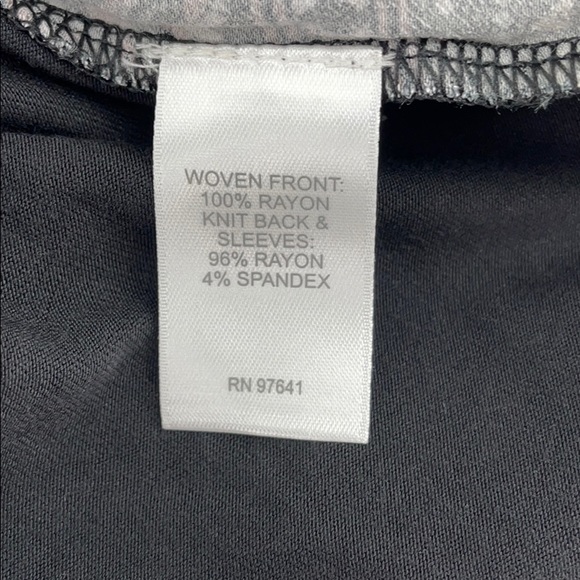 WOVEN FRONT:
100% RAYON
KNIT BACK &
SLEEVES:
96% RAYON
4% SPANDEX
RN 97641